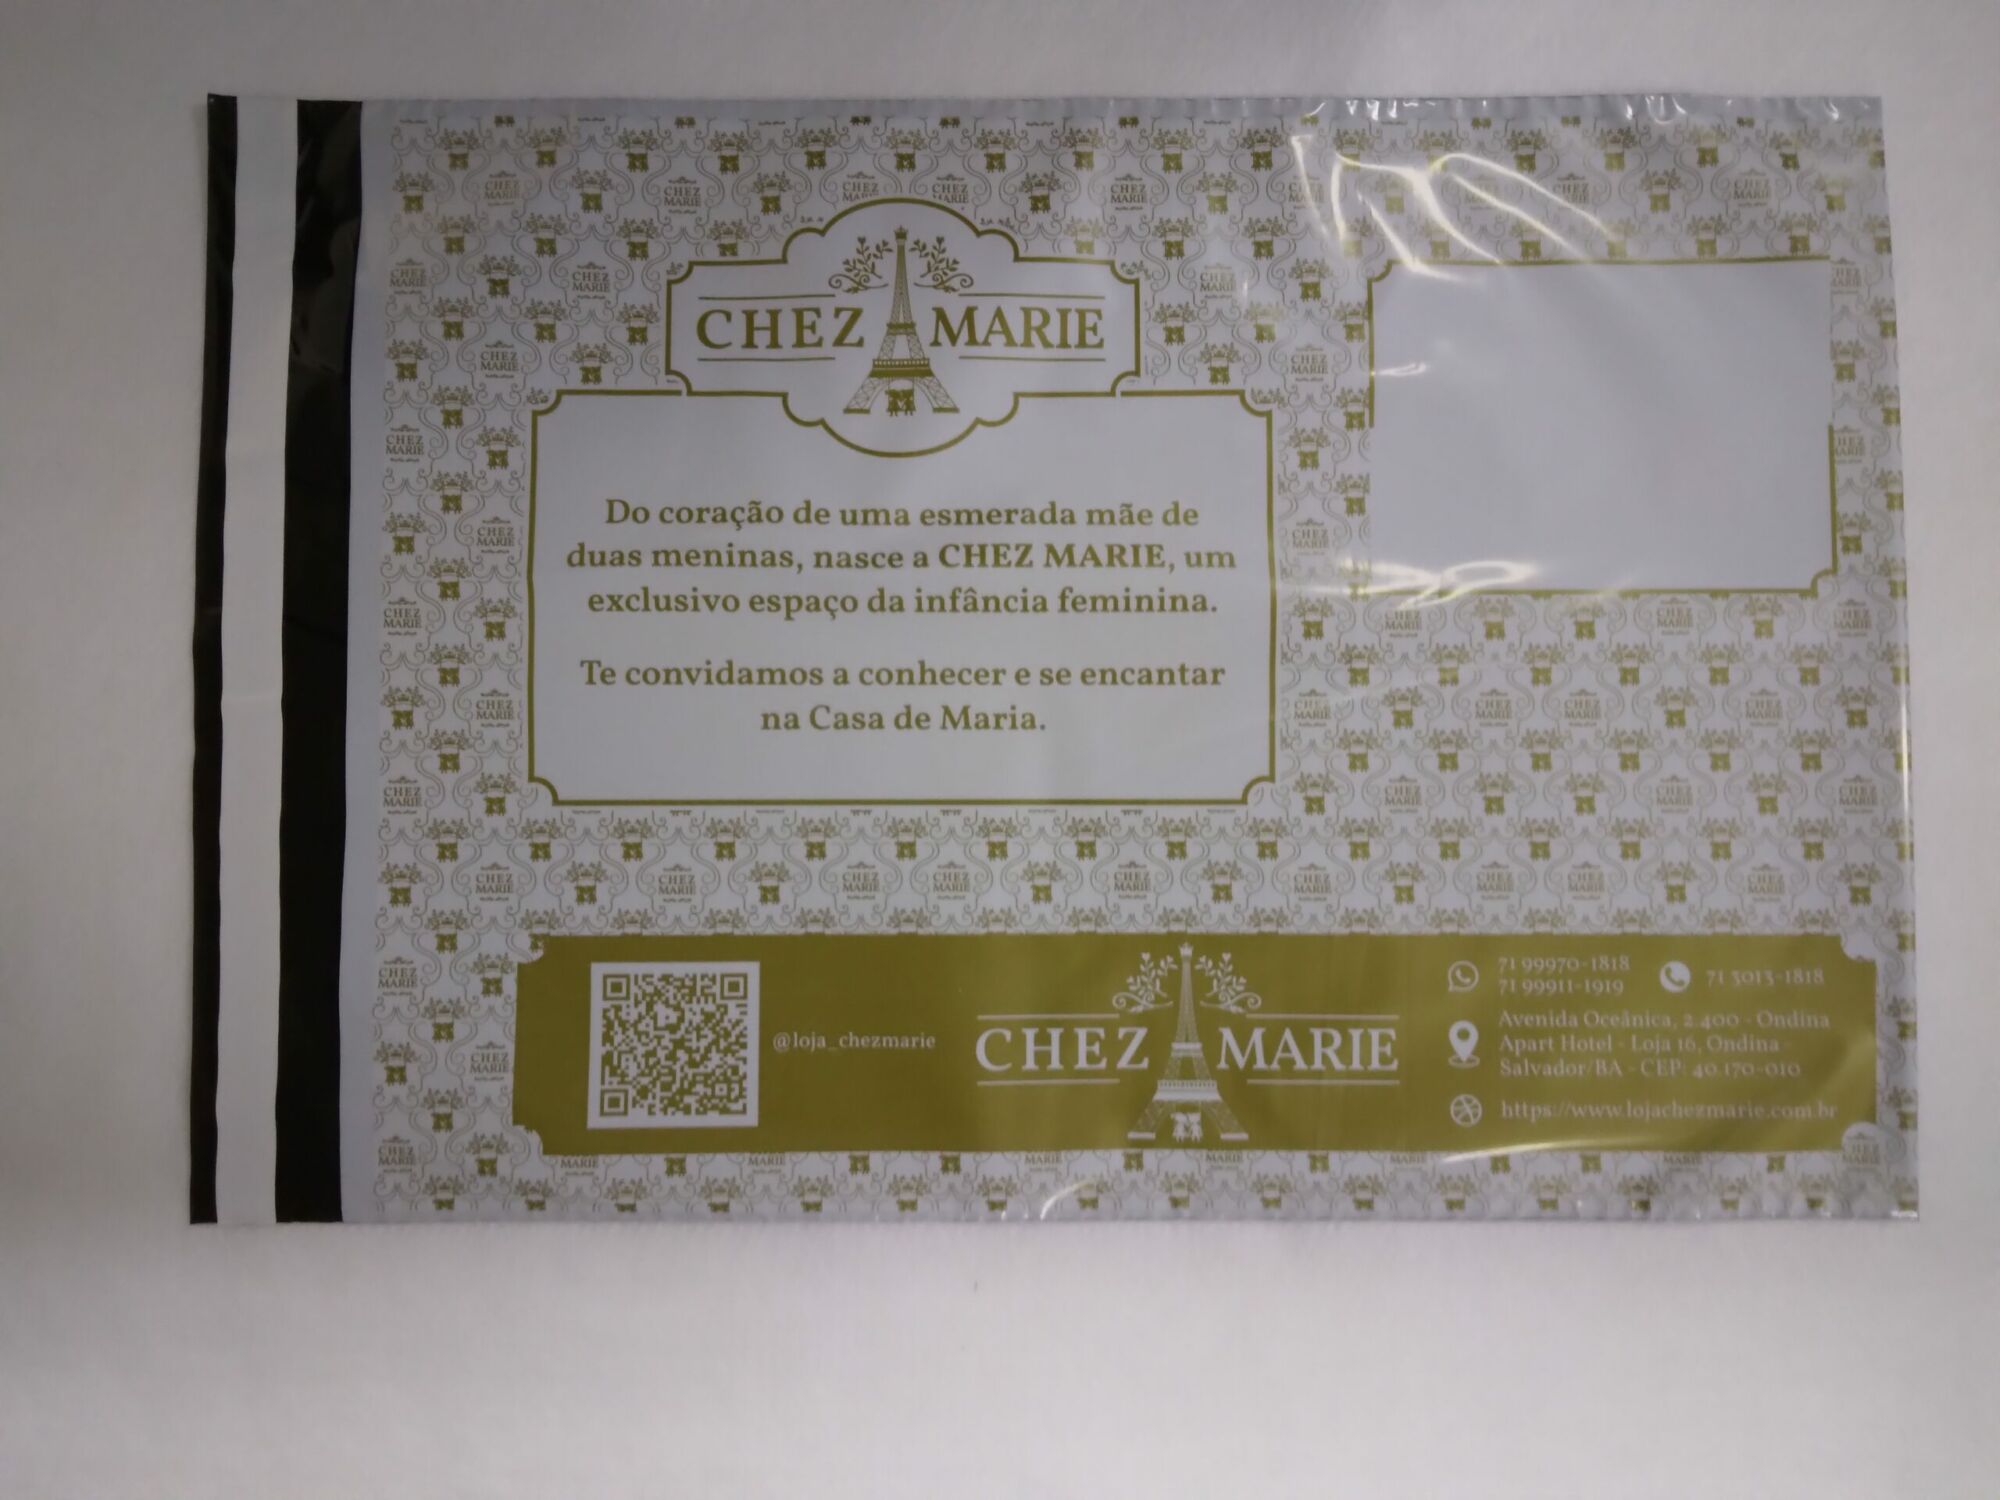 CHEZ MARIE
Do coração de uma esmerada mãe de
duas meninas, nasce a CHEZ MARIE, um
exclusivo espaço da infância feminina.
Te convidamos a conhecer e se encantar
na Casa de Maria.
@loja_chezmarie
CHEZ MARIE
71 99970-1818
71 99911-1919
71 3013-1818
Avenida Oceânica, 2.400 - Ondina
Apart Hotel - Loja 16, Ondina -
Salvador/BA - CEP: 40.170-010
https://www.lojachezmarie.com.br